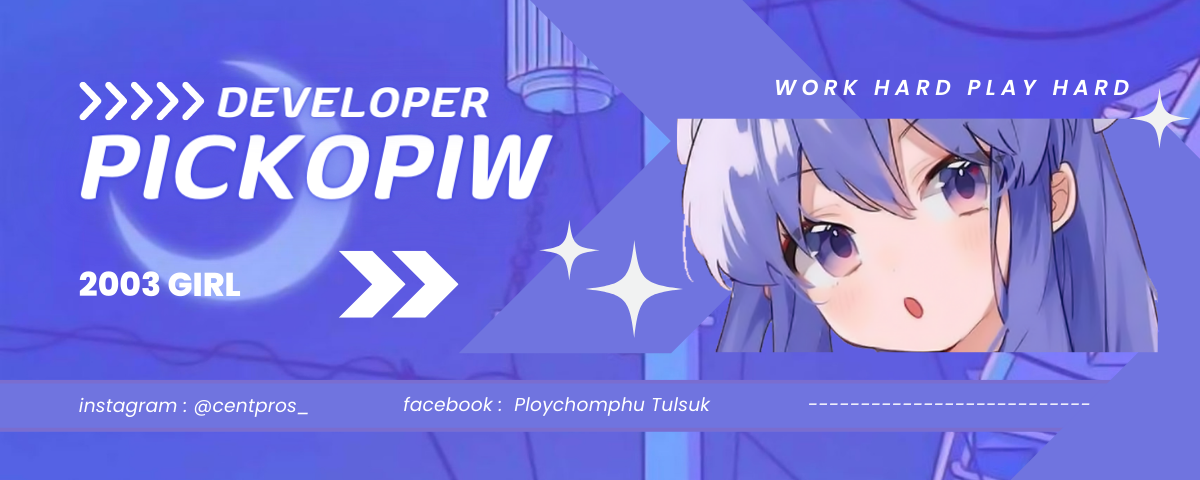 DEVELOPER
PICKOPIW
2003 GIRL
WORK HARD PLAY HARD
instagram : @centpros_
facebook : Ploychomphu Tulsuk
---------------------------